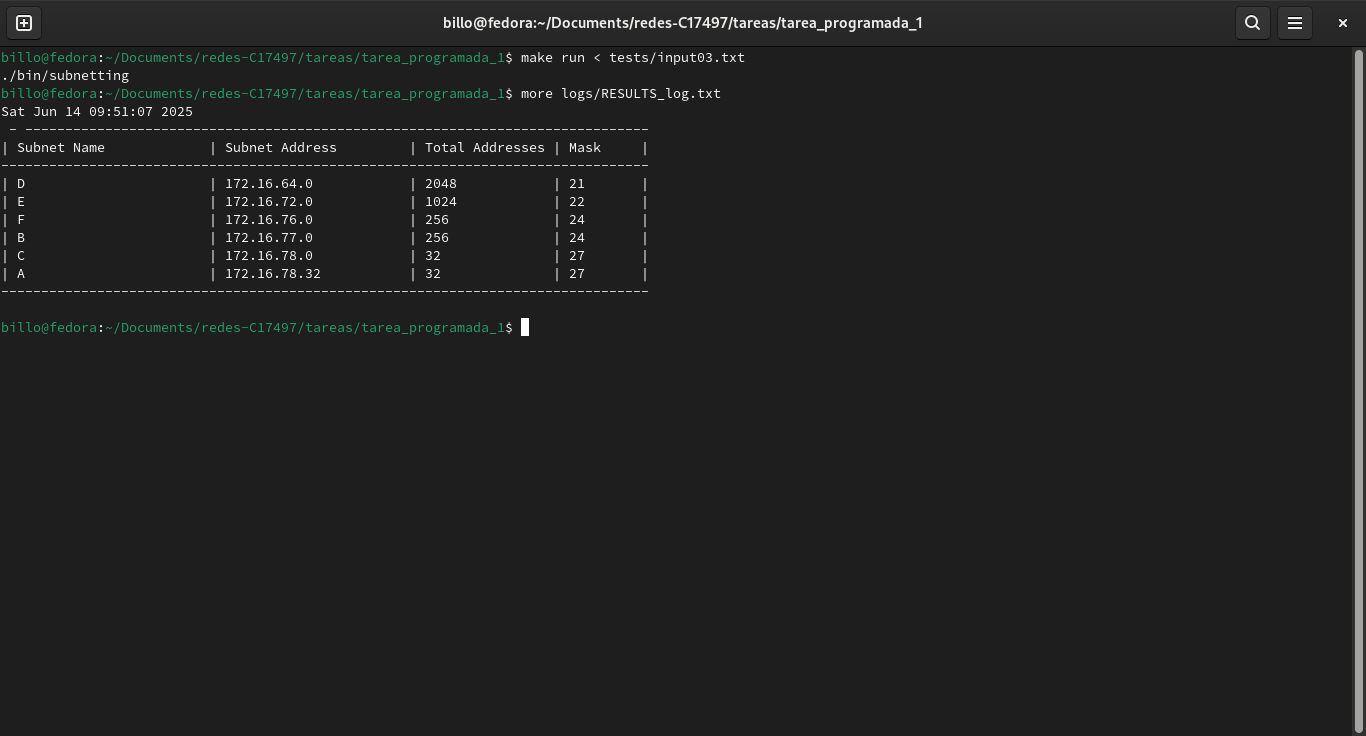 billo@fedora:~/Documents/redes-C17497/tareas/tarea_programada_1
billo@fedora:~/Documents/redes-C17497/tareas/tarea_programada_1$ make run < tests/input03.txt
./bin/subnetting
billo@fedora:~/Documents/redes-C17497/tareas/tarea_programada_1$ more logs/RESULTS_log.txt
Sat Jun 14 09:51:07 2025
 - ------------------------------------------------------------------------------
| Subnet Name             | Subnet Address         | Total Addresses | Mask     |
---------------------------------------------------------------------------------
| D                       | 172.16.64.0            | 2048            | 21       |
| E                       | 172.16.72.0            | 1024            | 22       |
| F                       | 172.16.76.0            | 256             | 24       |
| B                       | 172.16.77.0            | 256             | 24       |
| C                       | 172.16.78.0            | 32              | 27       |
| A                       | 172.16.78.32           | 32              | 27       |
---------------------------------------------------------------------------------
billo@fedora:~/Documents/redes-C17497/tareas/tarea_programada_1$